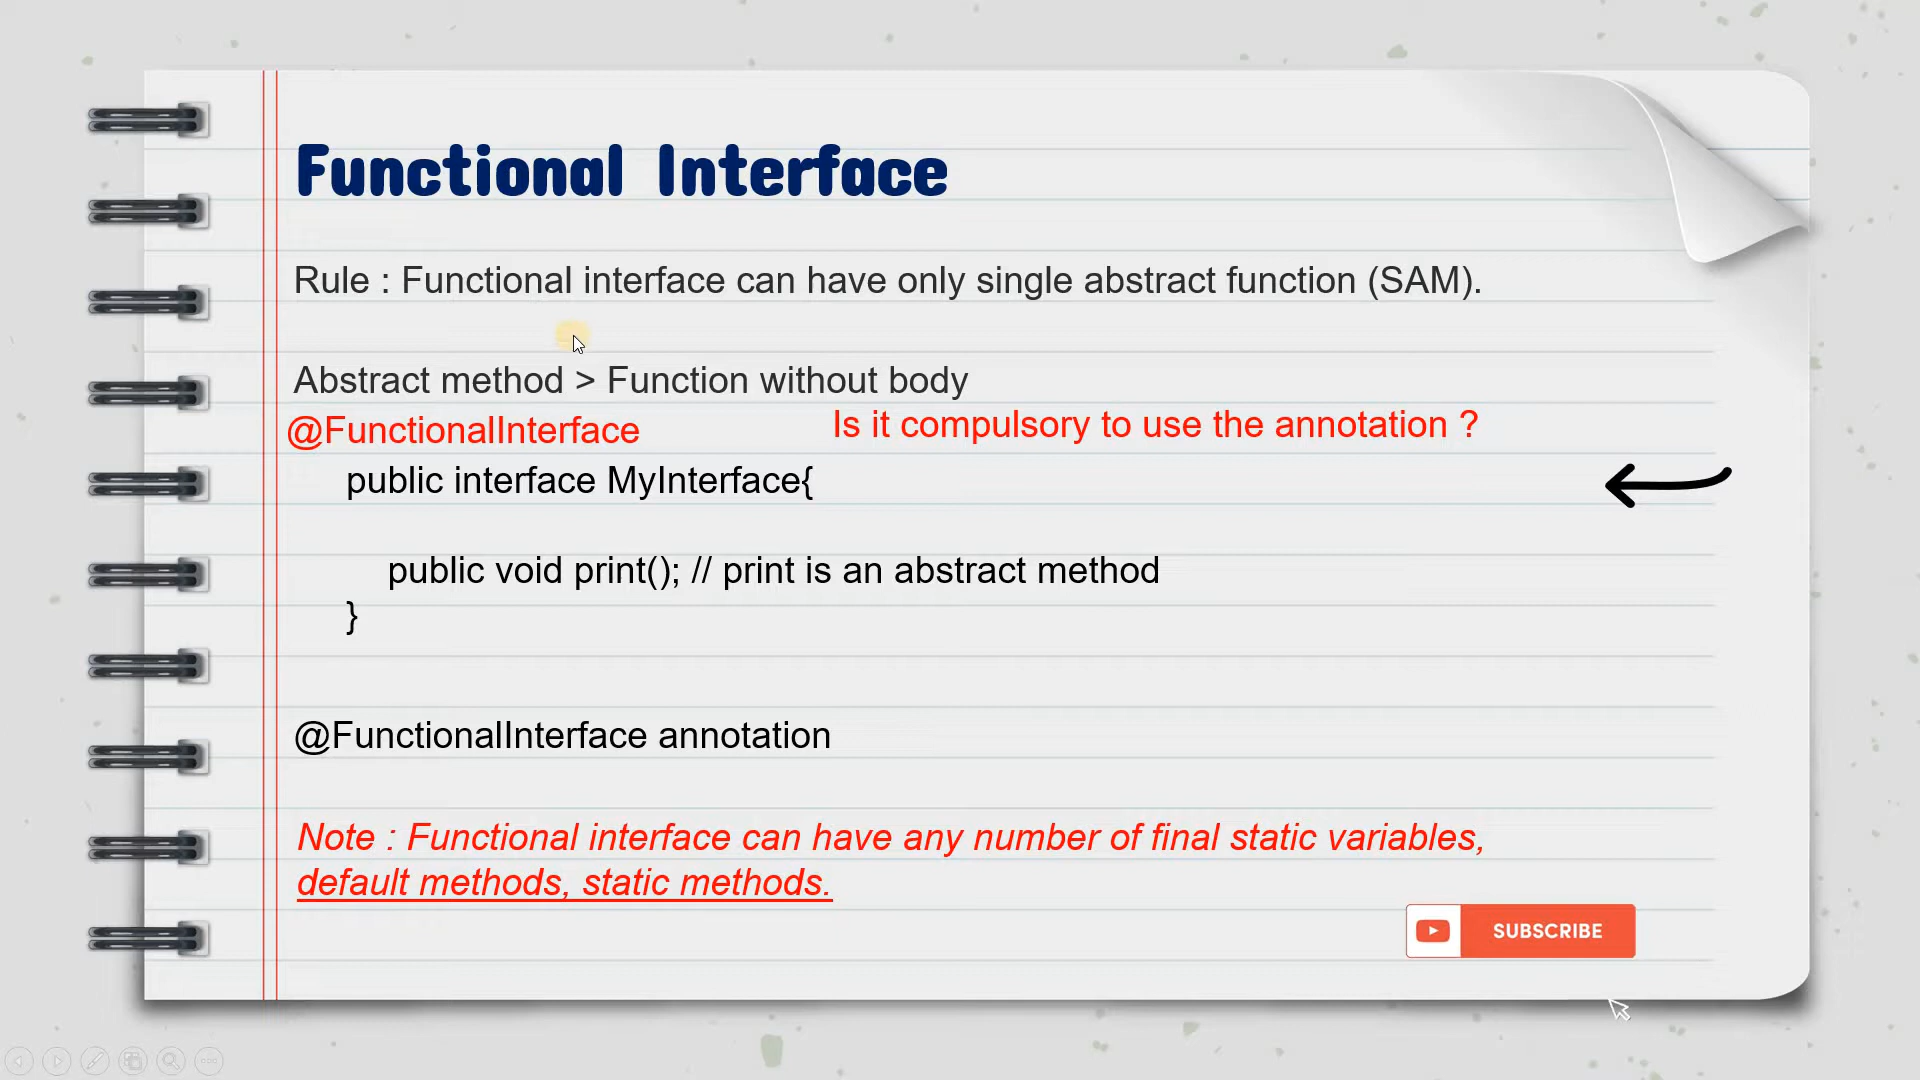 Functional Interface
Rule : Functional interface can have only single abstract function (SAM).
Abstract method > Function without body
@FunctionalInterface
Is it compulsory to use the annotation ?
public interface MyInterface{
public void print(); // print is an abstract method
}
@FunctionalInterface annotation
Note : Functional interface can have any number of final static variables,
default methods, static methods.
SUBSCRIBE